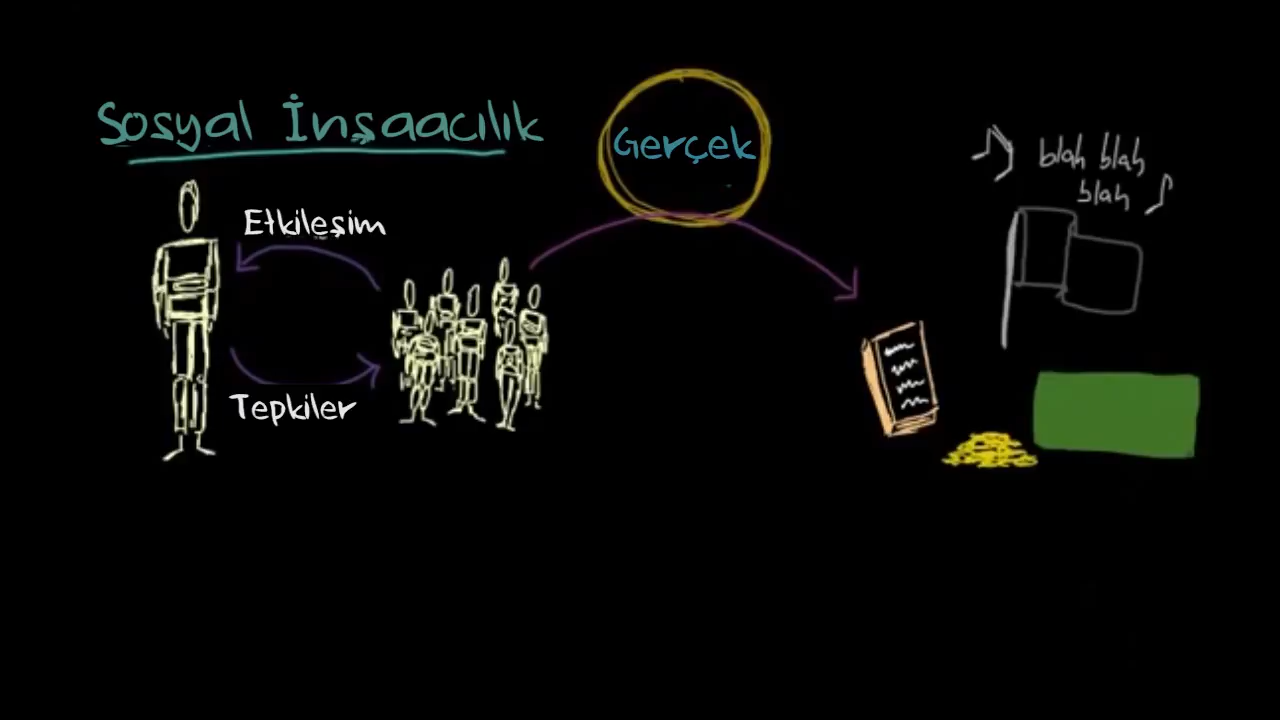 Sosyal İnşaacılık
Gerçek
blah blah
blah
Etkileşim
Tepkiler